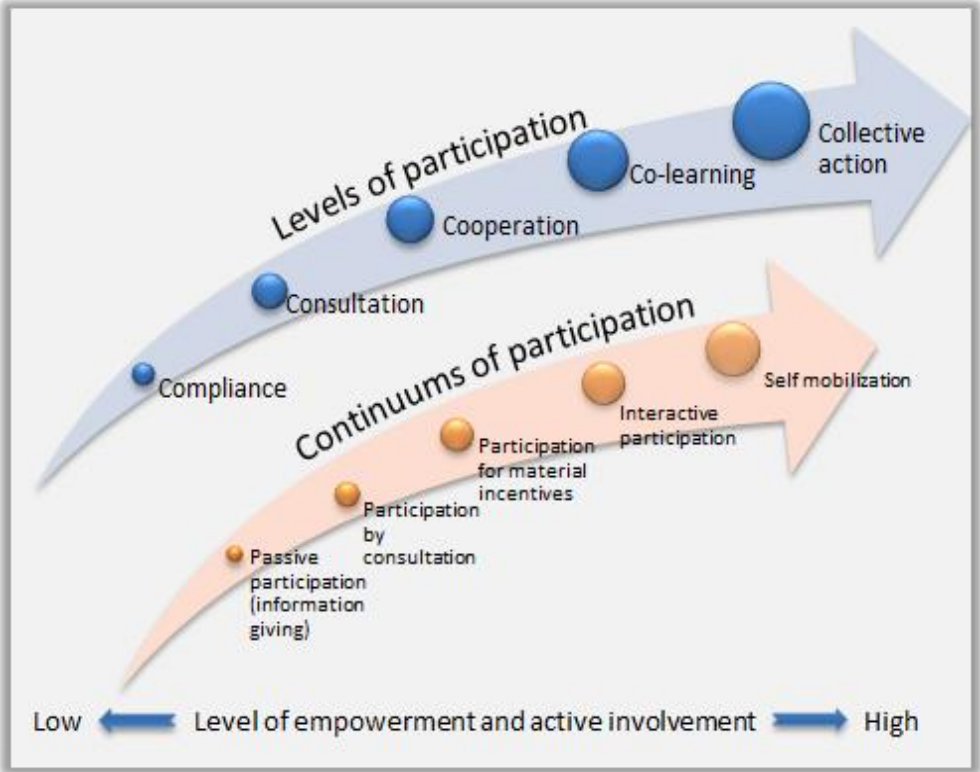 Levels of participation
Compliance
Consultation
Cooperation
Co-learning
Collective
action
Continuums of participation
Passive
participation
(information
giving)
Participation
by
consultation
Participation
for material
incentives
Interactive
participation
Self mobilization
Low Level of empowerment and active involvement High